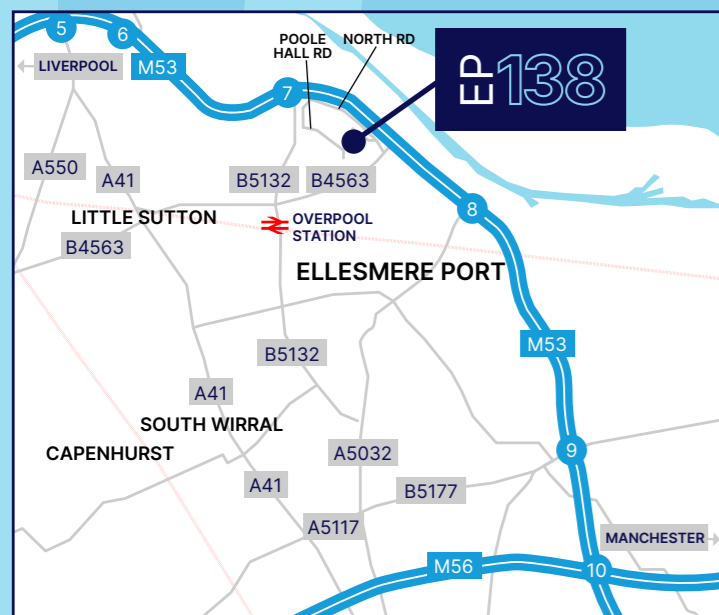 5
6
LIVERPOOL
M53
POOLE
HALL RD
NORTH RD
EP138
7
A550
A41
B5132
B4563
LITTLE SUTTON
OVERPOOL
STATION
8
B4563
ELLESMERE PORT
B5132
M53
A41
SOUTH WIRRAL
CAPENHURST
A5032
9
A41
B5177
A5117
MANCHESTER
M56
10